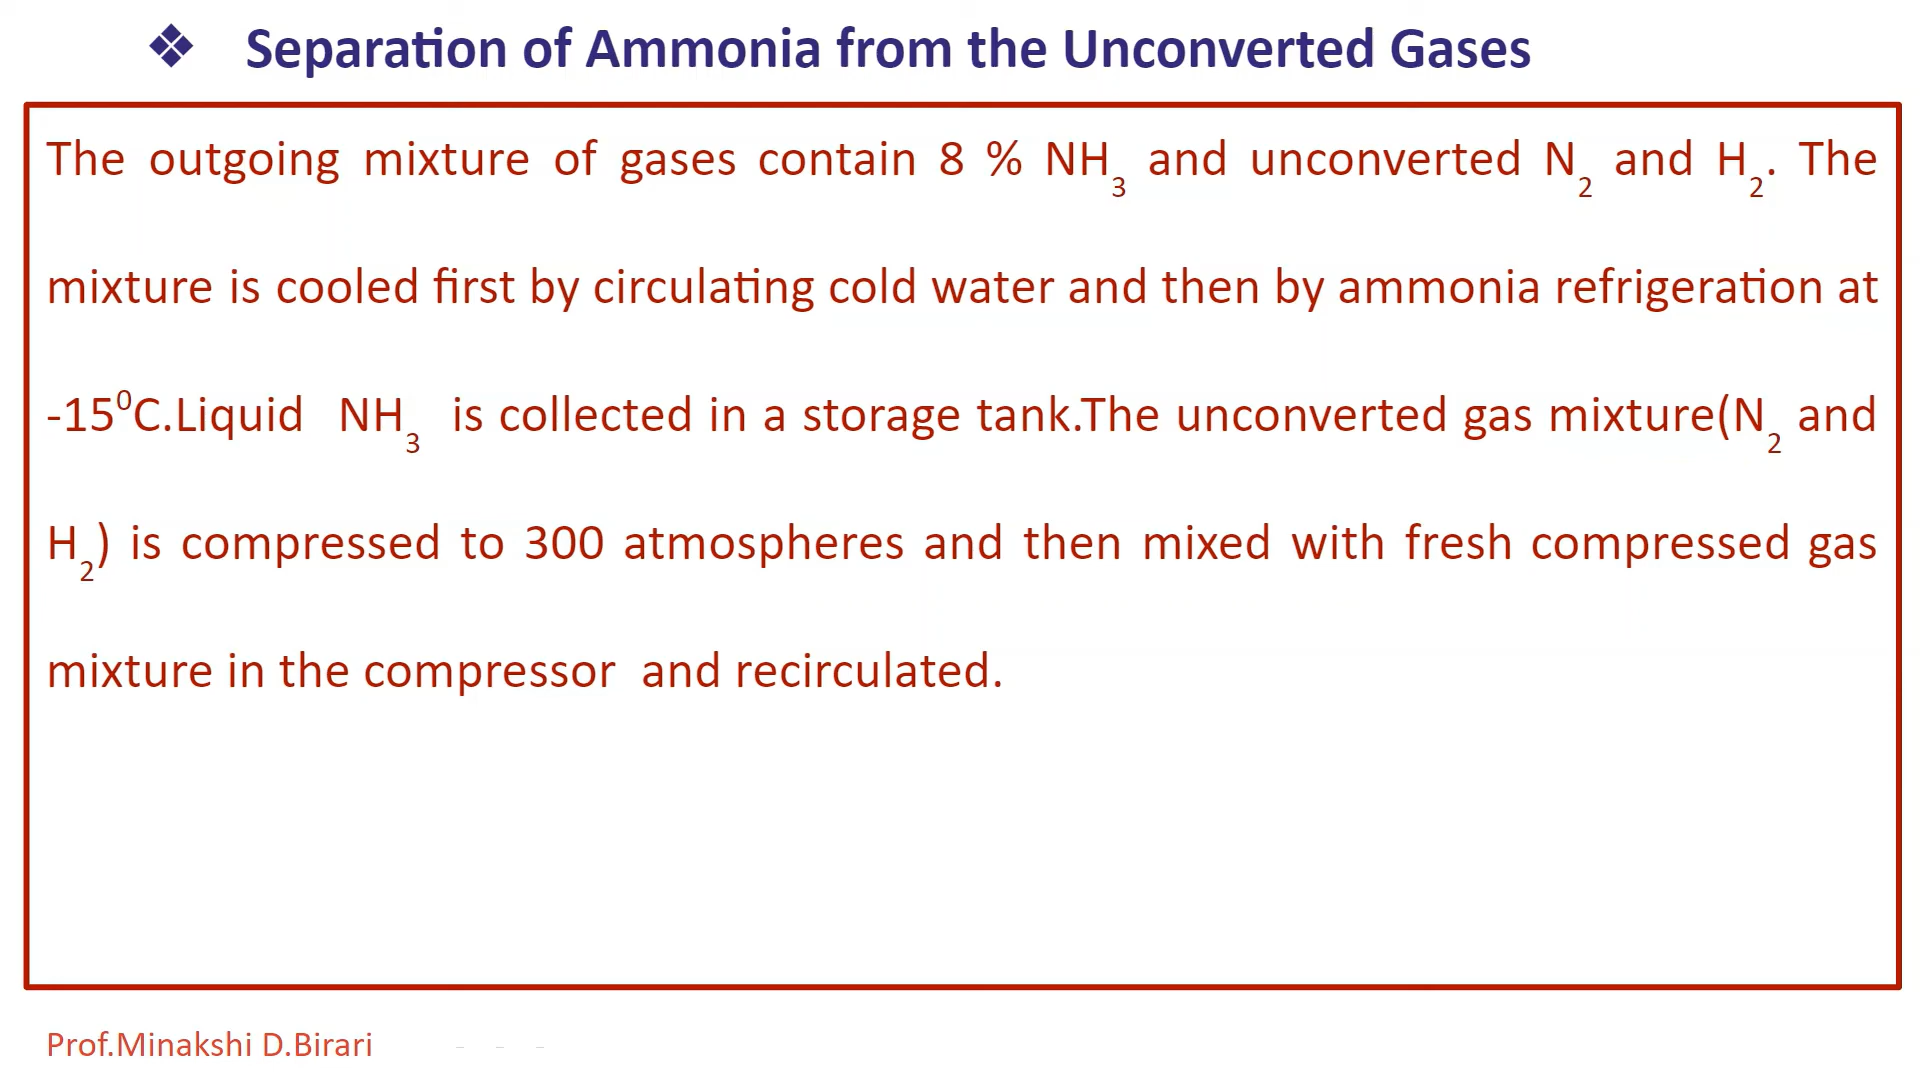 ❖ Separation of Ammonia from the Unconverted Gases
The outgoing mixture of gases contain 8 % NH₃ and unconverted N₂ and H₂. The
mixture is cooled first by circulating cold water and then by ammonia refrigeration at
-15⁰C.Liquid NH₃ is collected in a storage tank.The unconverted gas mixture(N₂ and
H₂) is compressed to 300 atmospheres and then mixed with fresh compressed gas
mixture in the compressor and recirculated.
Prof.Minakshi D.Birari